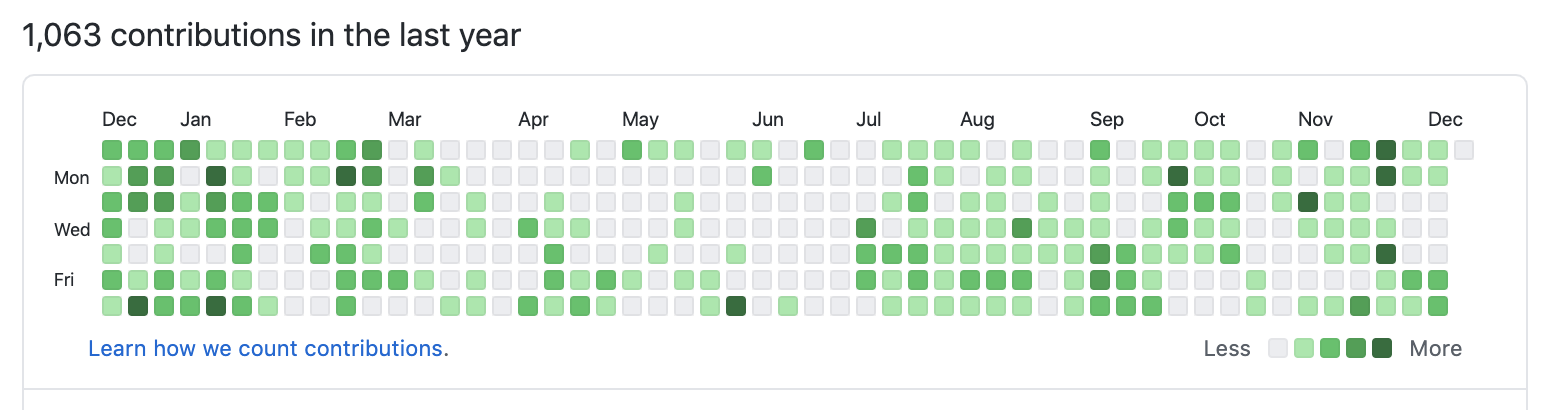 1,063 contributions in the last year
Dec Jan Feb Mar Apr May Jun Jul Aug Sep Oct Nov Dec
Mon
Wed
Fri
Learn how we count contributions.
Less More